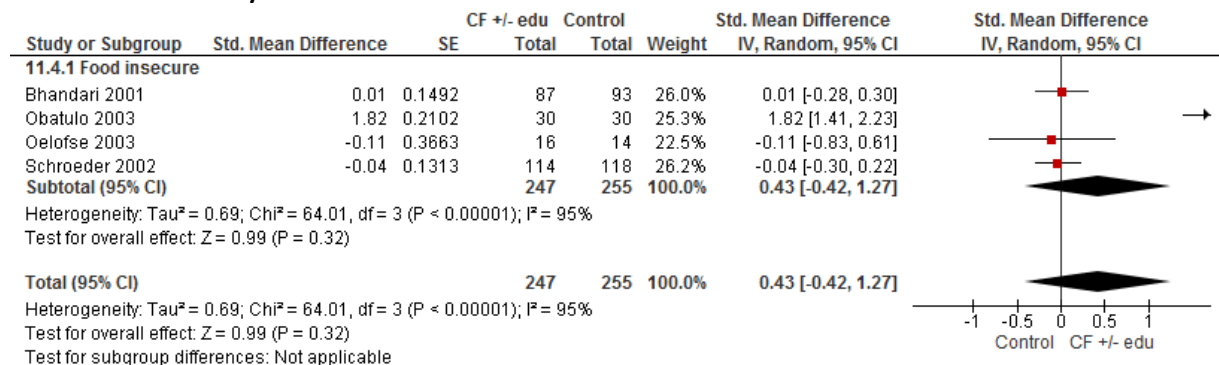 CF +/- edu Control Std. Mean Difference Std. Mean Difference
Study or Subgroup Std. Mean Difference SE Total Total Weight IV, Random, 95% CI IV, Random, 95% CI
11.4.1 Food insecure
Bhandari 2001 0.01 0.1492 87 93 26.0% 0.01 [-0.28, 0.30]
Obatulo 2003 1.82 0.2102 30 30 25.3% 1.82 [1.41, 2.23]
Oelofse 2003 -0.11 0.3663 16 14 22.5% -0.11 [-0.83, 0.61]
Schroeder 2002 -0.04 0.1313 114 118 26.2% -0.04 [-0.30, 0.22]
Subtotal (95% CI) 247 255 100.0% 0.43 [-0.42, 1.27]
Heterogeneity: Tau² = 0.69; Chi² = 64.01, df = 3 (P < 0.00001); I² = 95%
Test for overall effect: Z = 0.99 (P = 0.32)
Total (95% CI) 247 255 100.0% 0.43 [-0.42, 1.27]
Heterogeneity: Tau² = 0.69; Chi² = 64.01, df = 3 (P < 0.00001); I² = 95%
Test for overall effect: Z = 0.99 (P = 0.32)
Test for subgroup differences: Not applicable
-1 -0.5 0 0.5 1
Control CF +/- edu